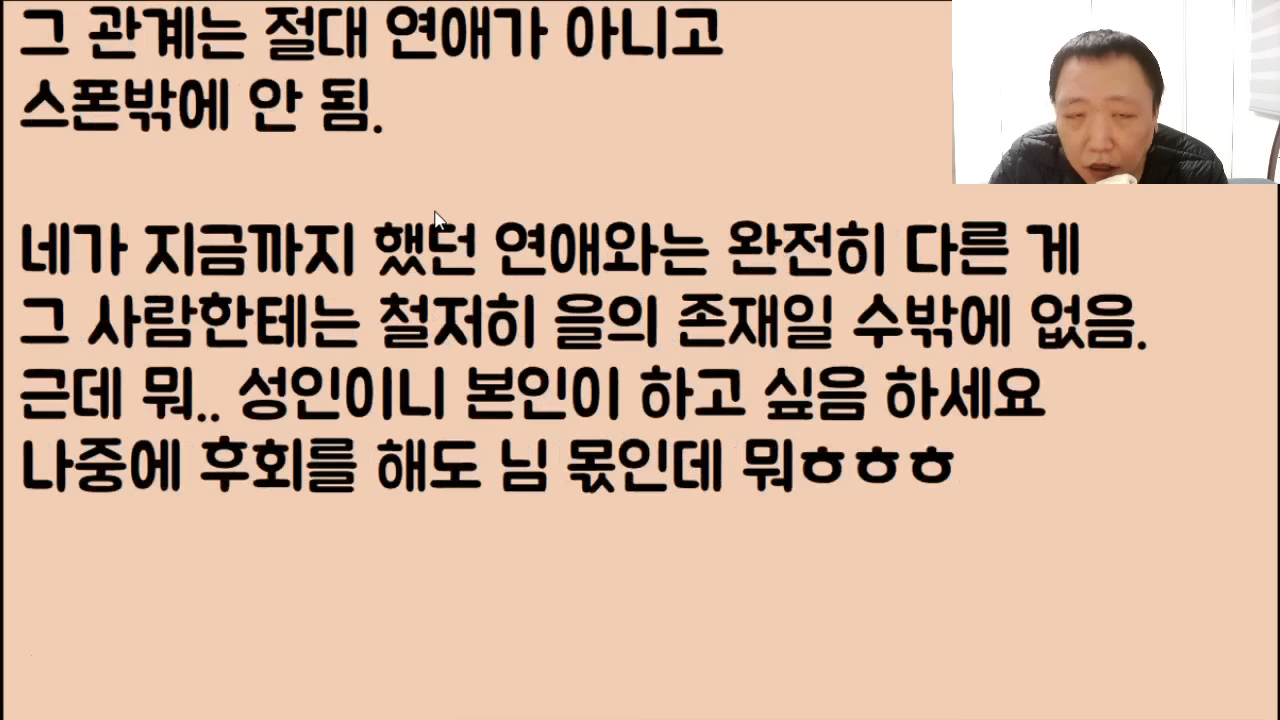 그 관계는 절대 연애가 아니고
스폰밖에 안 됨.
네가 지금까지 했던 연애와는 완전히 다른 게
그 사람한테는 철저히 을의 존재일 수밖에 없음.
근데 뭐.. 성인이니 본인이 하고 싶음 하세요
나중에 후회를 해도 님 몫인데 뭐ㅎㅎㅎ